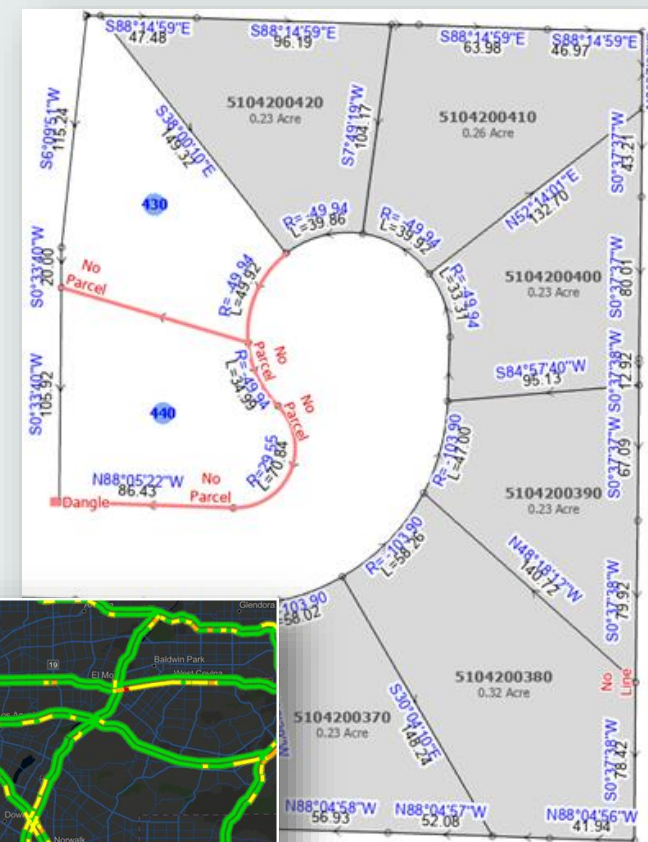 S88°14'59"E
47.48
S88°14'59"E
96.19
S88°14'59"E
63.98
S88°14'59"E
46.97
S6°09'51"W
115.24
S38°00'10"E
149.32
5104200420
0.23 Acre
S7°49'19"W
104.17
5104200410
0.26 Acre
S0°37'37"W
43.21
N52°14'01"E
132.70
430
R= -49.94
L=39.86
R= -49.94
L=39.92
S0°33'40"W
20.00
No
Parcel
R= -49.94
L=49.92
R= -49.94
L=33.31
5104200400
0.23 Acre
S0°37'37"W
80.01
No
Parcel
No
Parcel
R= -49.94
L=34.99
S84°57'40"W
95.13
S0°37'38"W
12.92
S0°33'40"W
105.92
440
R=29.55
L=70.84
R= -103.90
L=47.00
S0°37'37"W
67.09
N88°05'22"W
86.43
No
Parcel
Dangle
5104200390
0.23 Acre
R= -103.90
L=58.26
N48°18'12"W
140.72
S0°37'38"W
79.92
-103.90
58.02
5104200380
0.32 Acre
No
Line
5104200370
0.23 Acre
S30°04'10"E
148.24
S0°37'38"W
78.42
N88°04'58"W
56.93
N88°04'57"W
52.08
N88°04'56"W
41.94
Glendora
19
Baldwin Park
El Mo
West Covina
Dow
Norwalk